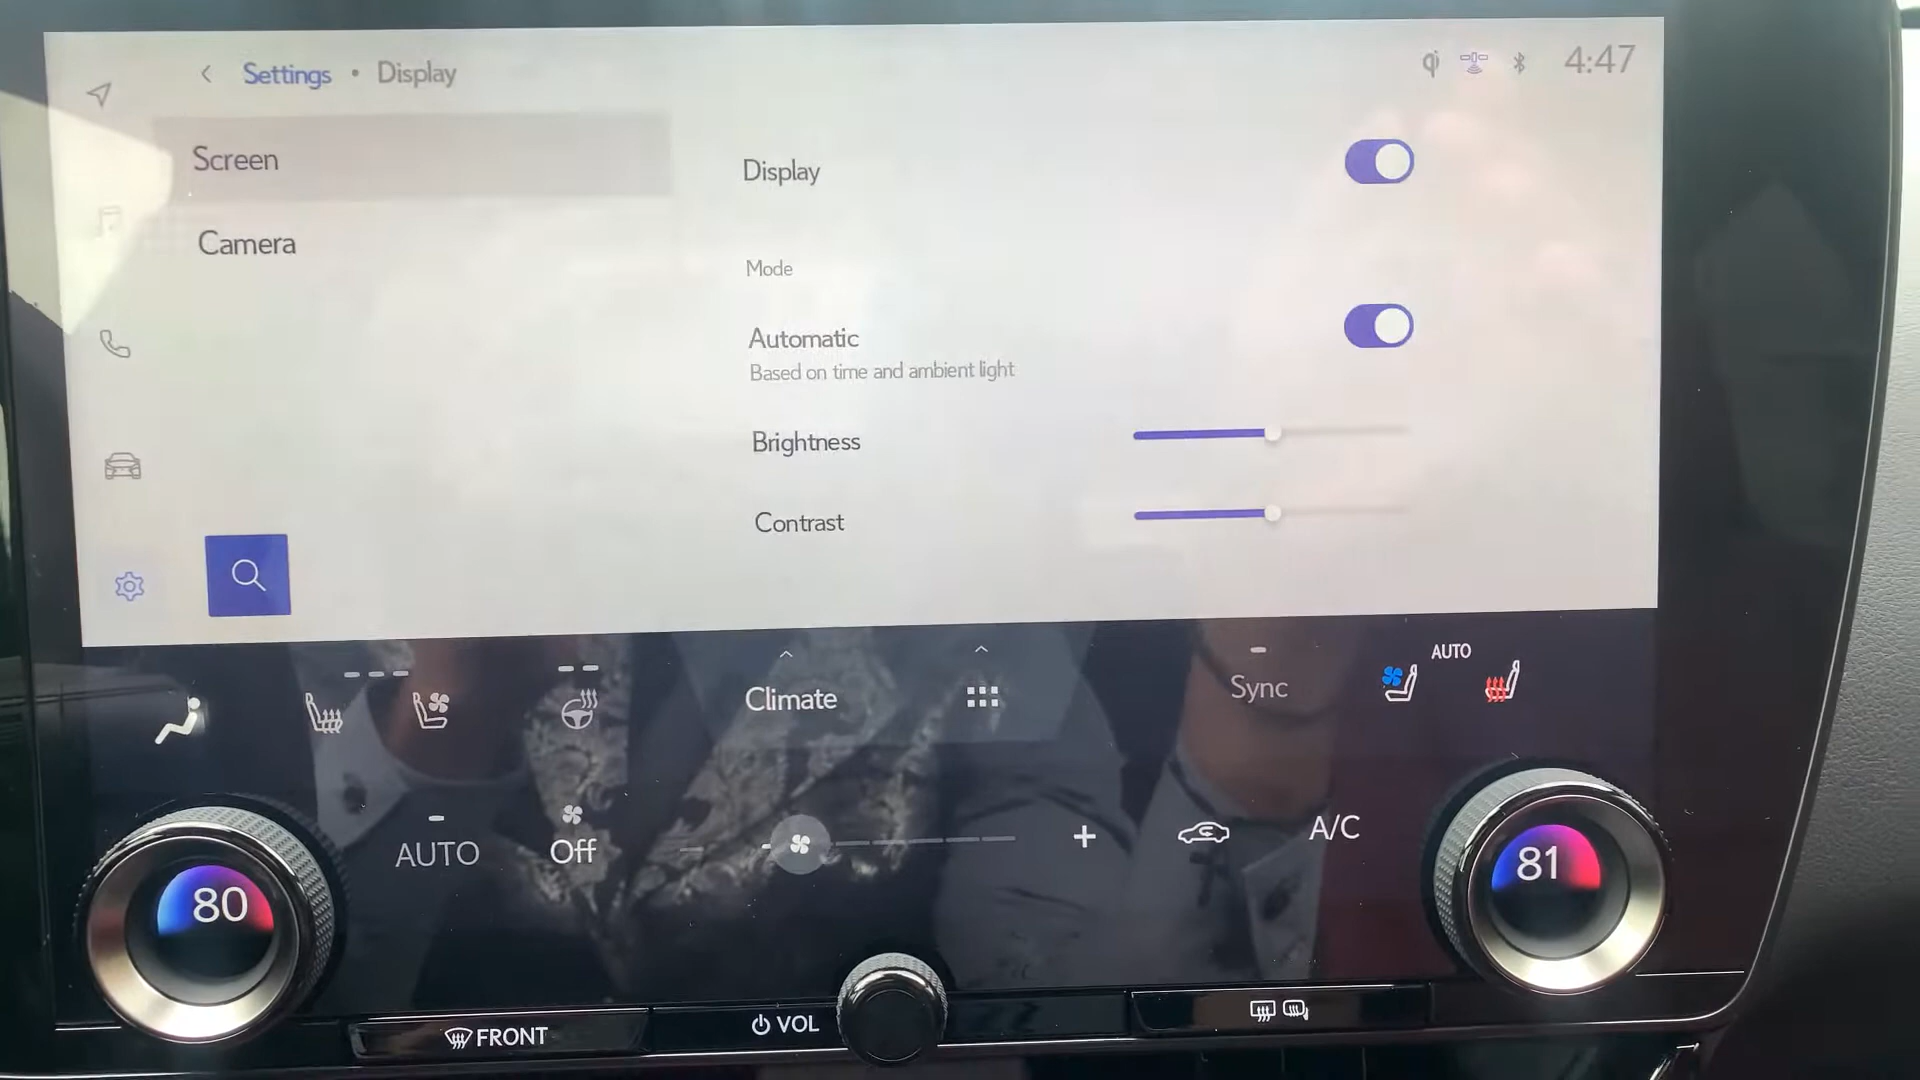 Settings • Display
4:47
Screen
Camera
Display
Mode
Automatic
Based on time and ambient light
Brightness
Contrast
Climate
Sync
AUTO
AUTO
Off
A/C
80
81
FRONT
VOL